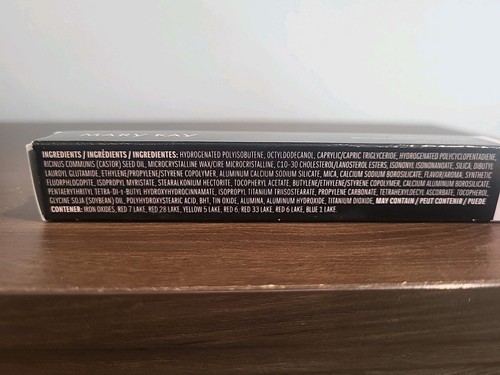 MARY KAY
INGREDIENTS / INGRÉDIENTS / INGREDIENTES: HYDROGENATED POLYISOBUTENE, OCTYLDODECANOL, CAPRYLIC/CAPRIC TRIGLYCERIDE, HYDROGENATED POLYCYCLOPENTADIENE,
RICINUS COMMUNIS (CASTOR) SEED OIL, MICROCRYSTALLINE WAX/CIRE MICROCRYSTALLINE, C10-30 CHOLESTEROL/LANOSTEROL ESTERS, ISONONYL ISONONANOATE, SILICA, DIBUTYL
LAUROYL GLUTAMIDE, ETHYLENE/PROPYLENE/STYRENE COPOLYMER, ALUMINUM CALCIUM SODIUM SILICATE, MICA, CALCIUM SODIUM BOROSILICATE, FLAVOR/AROMA, SYNTHETIC
FLUORPHLOGOPITE, ISOPROPYL MYRISTATE, STEARALKONIUM HECTORITE, TOCOPHERYL ACETATE, BUTYLENE/ETHYLENE/STYRENE COPOLYMER, CALCIUM ALUMINUM BOROSILICATE,
PENTAERYTHRITYL TETRA-DI-t-BUTYL HYDROXYHYDROCINNAMATE, ISOPROPYL TITANIUM TRIISOSTEARATE, PROPYLENE CARBONATE, TETRAHEXYLDECYL ASCORBATE, TOCOPHEROL,
GLYCINE SOJA (SOYBEAN) OIL, POLYHYDROXYSTEARIC ACID, BHT, TIN OXIDE, ALUMINA, ALUMINUM HYDROXIDE, TITANIUM DIOXIDE, MAY CONTAIN / PEUT CONTENIR / PUEDE
CONTENER: IRON OXIDES, RED 7 LAKE, RED 28 LAKE, YELLOW 5 LAKE, RED 6, RED 33 LAKE, RED 6 LAKE, BLUE 1 LAKE.